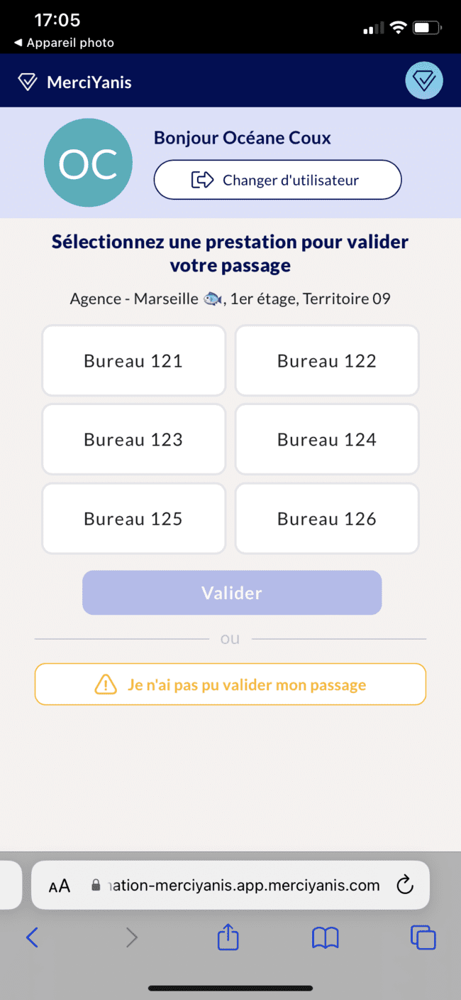 17:05
◀ Appareil photo
MerciYanis
OC
Bonjour Océane Coux
Changer d'utilisateur
Sélectionnez une prestation pour valider
votre passage
Agence - Marseille 🐟, 1er étage, Territoire 09
Bureau 121
Bureau 122
Bureau 123
Bureau 124
Bureau 125
Bureau 126
Valider
ou
Je n'ai pas pu valider mon passage
AA
ation-merciyanis.app.merciyanis.com